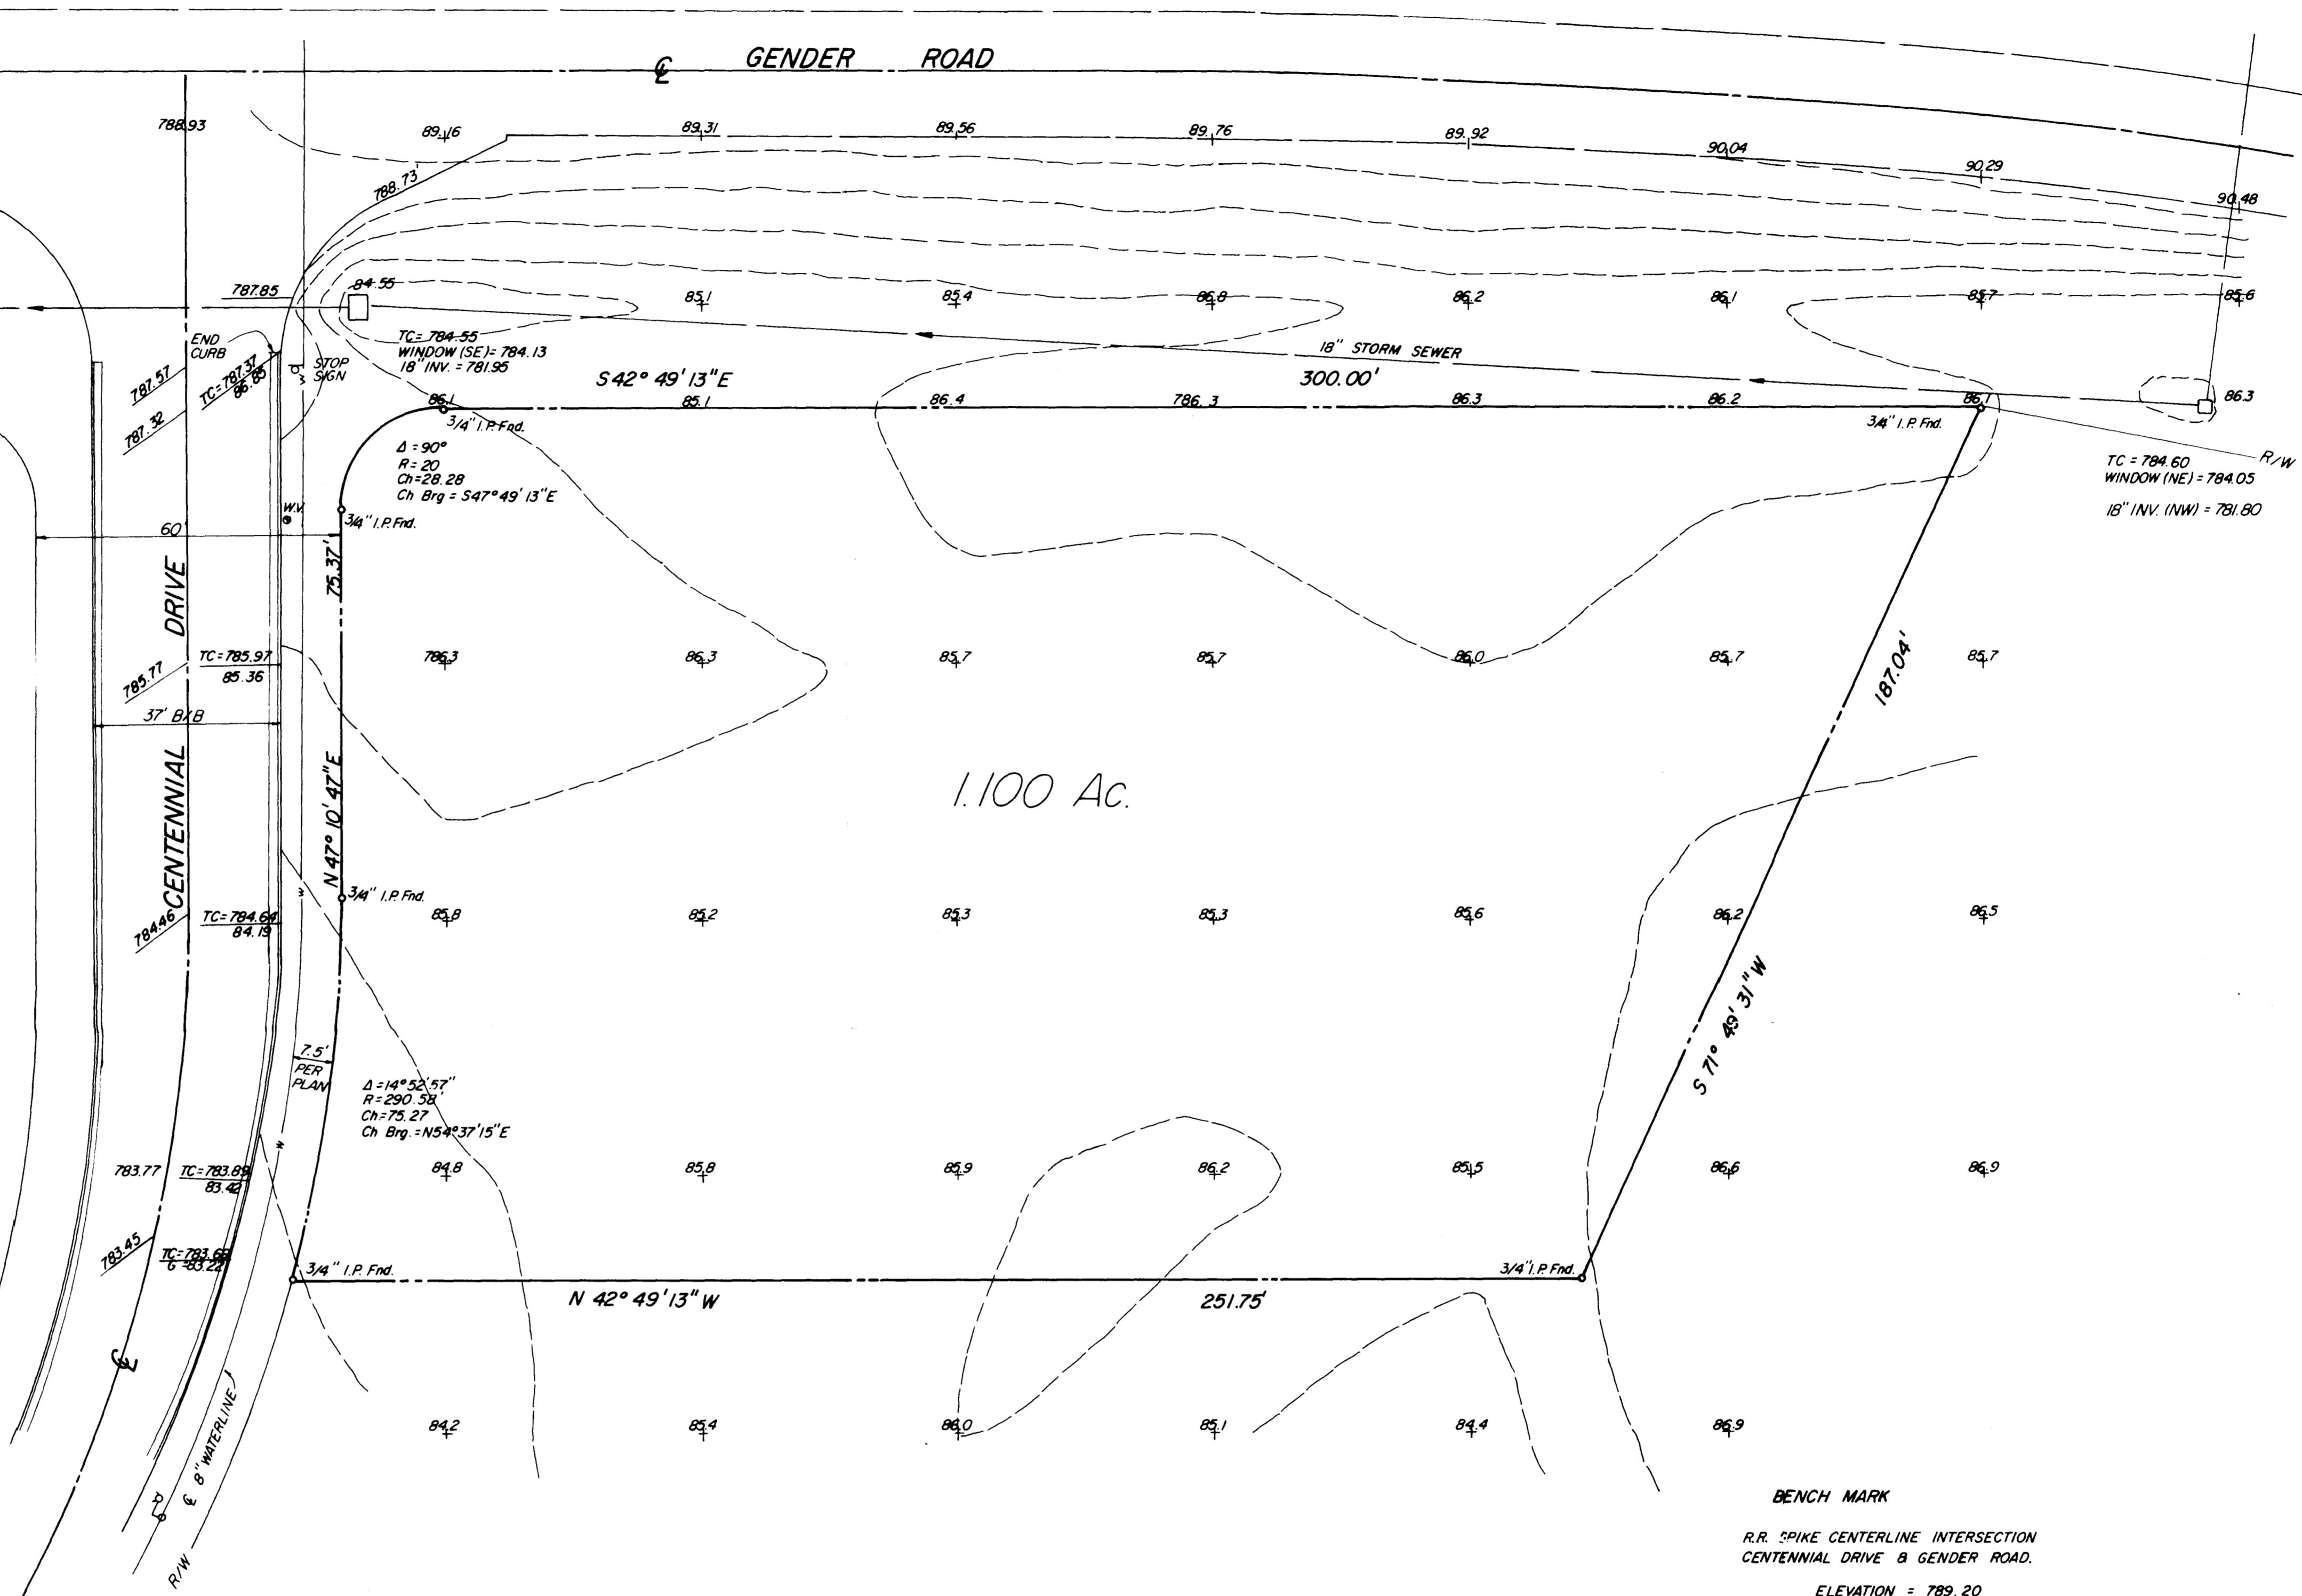 GENDER ROAD
℄
788.93
89.16
89.31
89.56
89.76
89.92
90.04
90.29
90.48
788.73'
787.85
84.55
85.1
85.4
86.8
86.2
86.1
85.7
85.6
END
CURB
STOP
SIGN
TC= 784.55
WINDOW (SE)= 784.13
18" INV. = 781.95
18" STORM SEWER
787.57
TC=787.37
86.85
787.32
S42° 49' 13"E
300.00'
86.1
85.1
86.4
786.3
86.3
86.2
86.1
86.3
3/4" I.P. Fnd.
3/4" I.P. Fnd.
R/W
Δ = 90°
R = 20
Ch=28.28
Ch Brg = S47°49' 13"E
TC = 784.60
WINDOW (NE) = 784.05
18" INV. (NW) = 781.80
W.V.
3/4" I.P. Fnd.
60'
75.37'
CENTENNIAL DRIVE
N 47° 10' 47"E
785.77
TC=785.97
85.36
37' B/B
786.3
86.3
85.7
85.7
86.0
85.7
85.7
187.04'
1.100 Ac.
S 71° 49' 31" W
3/4" I.P. Fnd.
W
784.46
TC=784.64
84.19
85.8
85.2
85.3
85.3
85.6
86.2
86.5
7.5'
PER
PLAN
Δ =14° 52' 57"
R= 290.58'
Ch=75.27
Ch Brg. = N54°37'15"E
W
783.77
TC=783.89
83.42
84.8
85.8
85.9
86.2
85.5
86.6
86.9
783.45
TC=783.68
G =83.22
3/4" I.P. Fnd.
3/4" I.P. Fnd.
N 42° 49' 13" W
251.75'
℄
℄ 8" WATERLINE
R/W
84.2
85.4
86.0
85.1
84.4
86.9
BENCH MARK
R.R. SPIKE CENTERLINE INTERSECTION
CENTENNIAL DRIVE & GENDER ROAD.
ELEVATION = 789.20